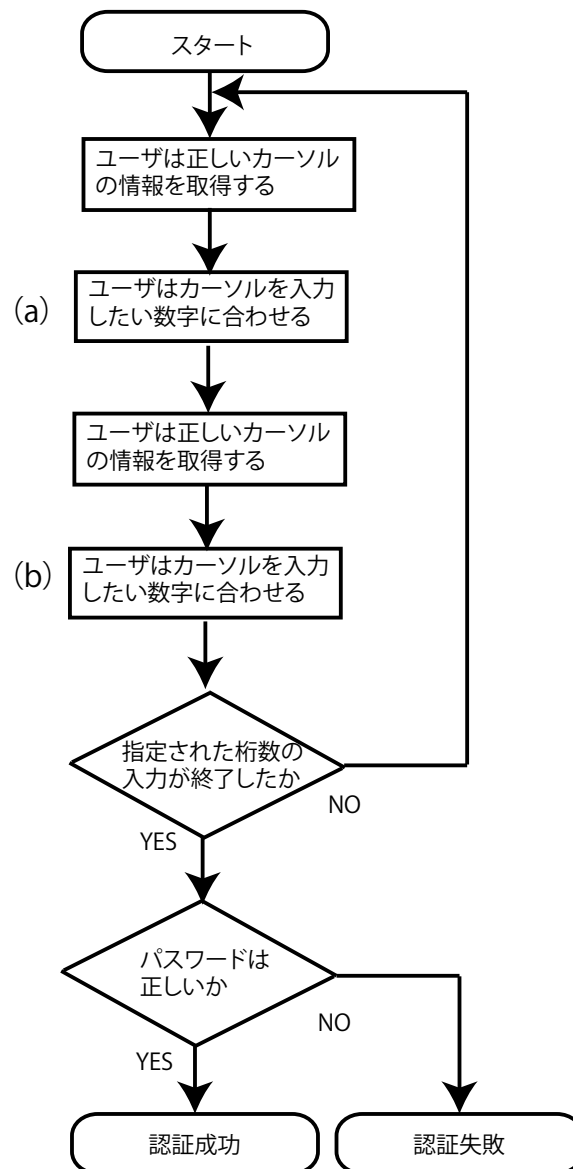 スタート
ユーザは正しいカーソル
の情報を取得する
(a)
ユーザはカーソルを入力
したい数字に合わせる
ユーザは正しいカーソル
の情報を取得する
(b)
ユーザはカーソルを入力
したい数字に合わせる
指定された桁数の
入力が終了したか
NO
YES
パスワードは
正しいか
NO
YES
認証成功
認証失敗